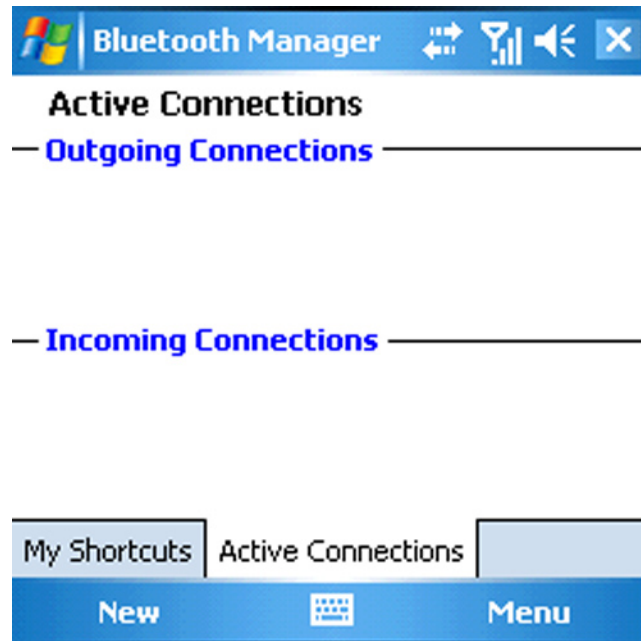 Bluetooth Manager
Active Connections
Outgoing Connections
Incoming Connections
My Shortcuts Active Connections
New Menu